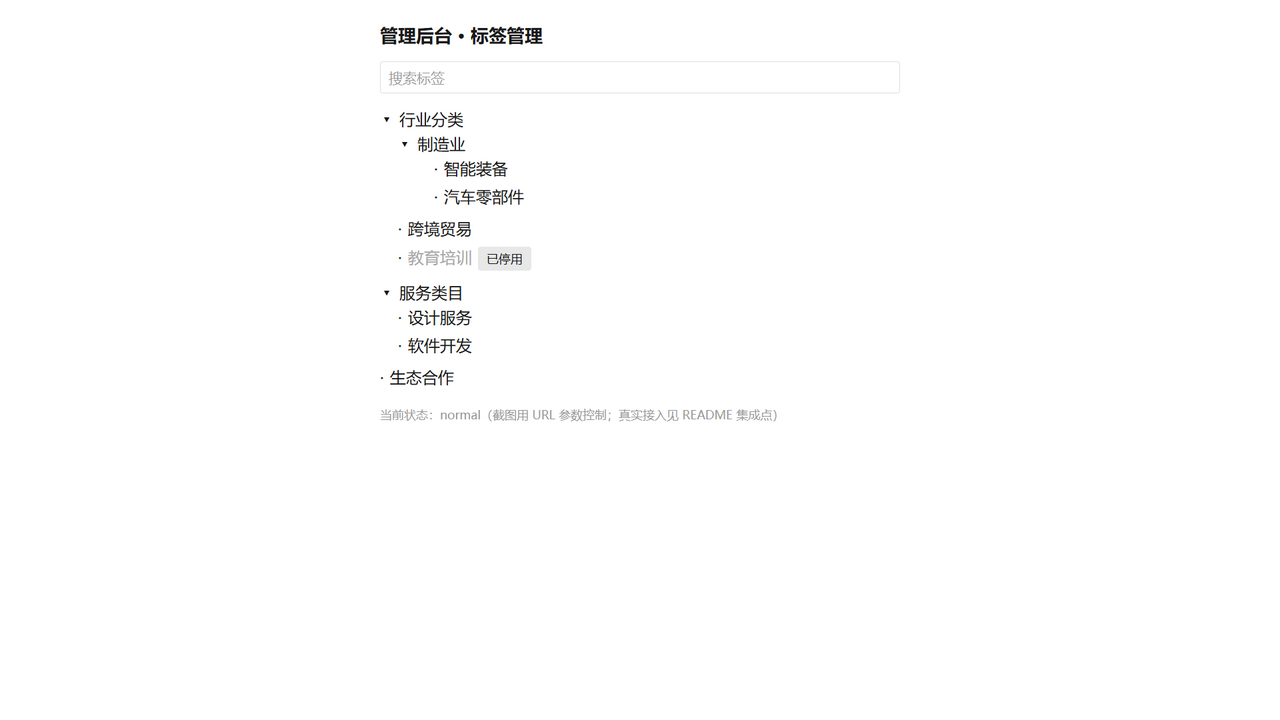 管理后台 • 标签管理
搜索标签
▾ 行业分类
▾ 制造业
· 智能装备
· 汽车零部件
· 跨境贸易
· 教育培训 已停用
▾ 服务类目
· 设计服务
· 软件开发
· 生态合作
当前状态：normal（截图用 URL 参数控制；真实接入见 README 集成点）